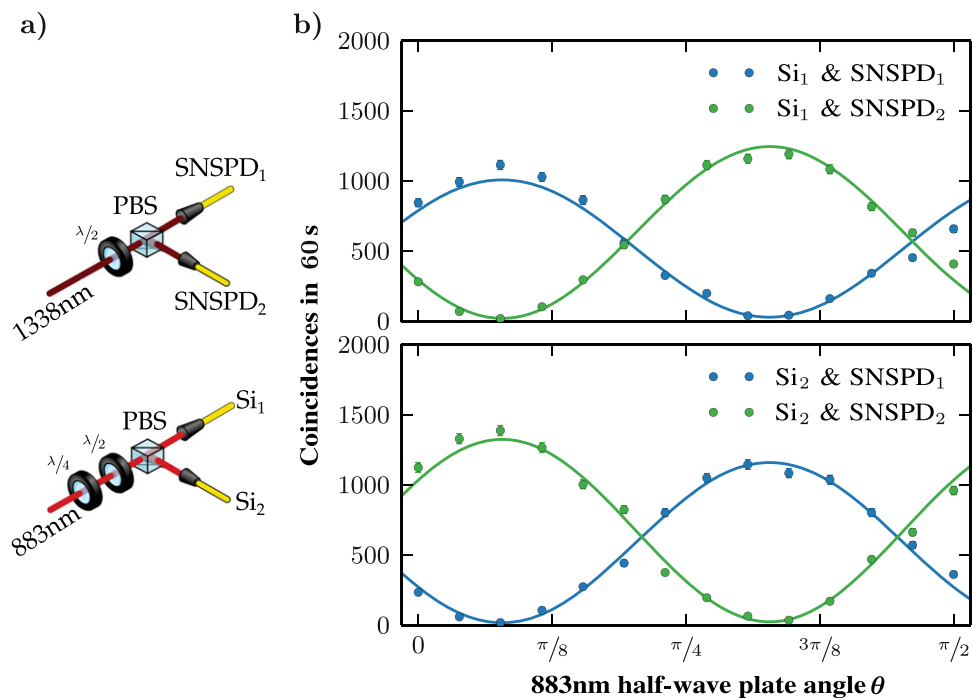 a)
SNSPD₁
PBS
λ/2
1338nm
SNSPD₂
Si₁
PBS
λ/2
λ/4
883nm
Si₂
b)
Coincidences in 60 s
2000
1500
1000
500
0
Si₁ & SNSPD₁
Si₁ & SNSPD₂
2000
1500
1000
500
0
Si₂ & SNSPD₁
Si₂ & SNSPD₂
0 π/8 π/4 3π/8 π/2
883nm half-wave plate angle θ